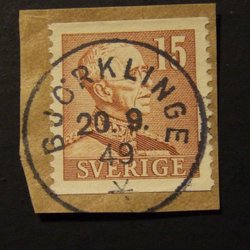 15
BJÖRKLINGE
20. 9.
49
SVERIGE